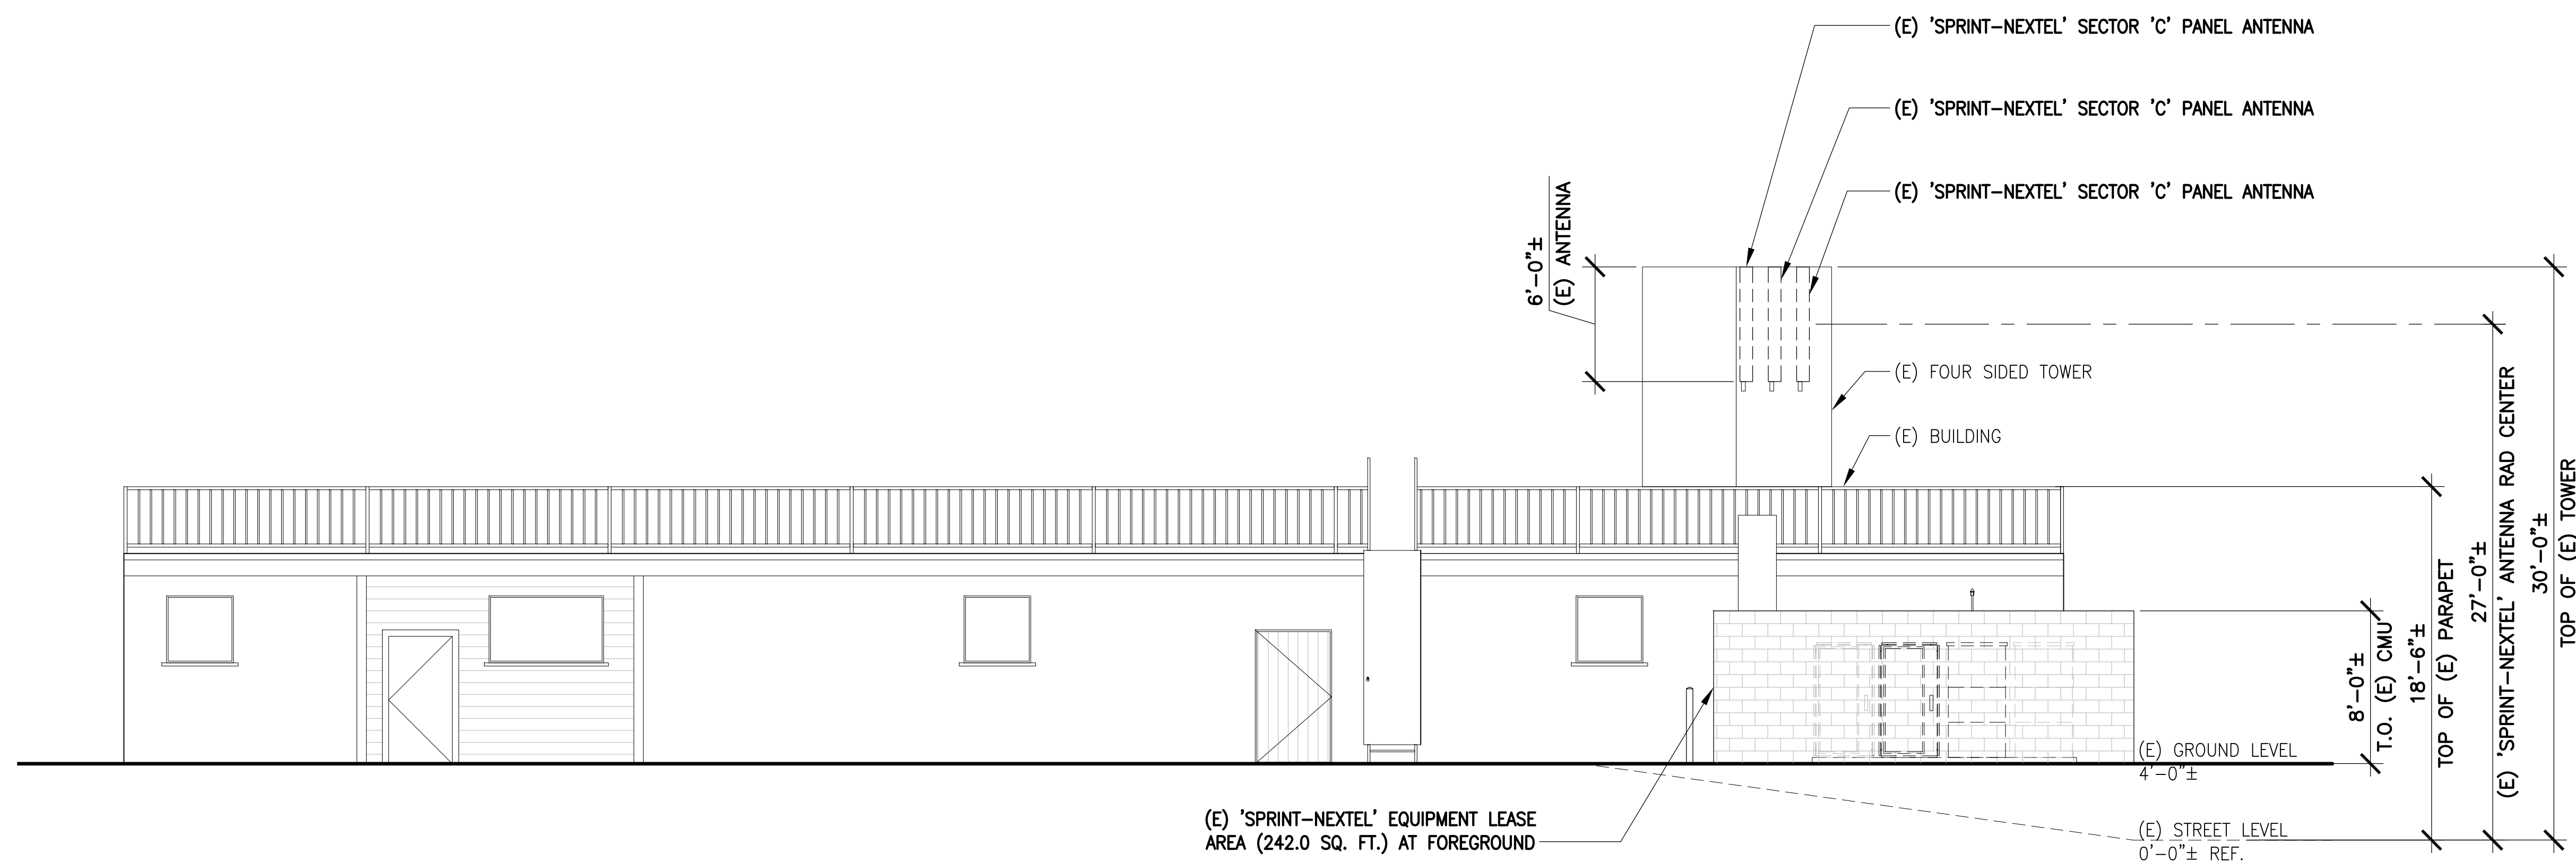 (E) 'SPRINT-NEXTEL' SECTOR 'C' PANEL ANTENNA
(E) 'SPRINT-NEXTEL' SECTOR 'C' PANEL ANTENNA
(E) 'SPRINT-NEXTEL' SECTOR 'C' PANEL ANTENNA
6'-0"±
(E) ANTENNA
(E) FOUR SIDED TOWER
(E) BUILDING
8'-0"±
T.O. (E) CMU
18'-6"±
TOP OF (E) PARAPET
27'-0"±
(E) 'SPRINT-NEXTEL' ANTENNA RAD CENTER
30'-0"±
TOP OF (E) TOWER
(E) GROUND LEVEL
4'-0"±
(E) 'SPRINT-NEXTEL' EQUIPMENT LEASE
AREA (242.0 SQ. FT.) AT FOREGROUND
(E) STREET LEVEL
0'-0"± REF.